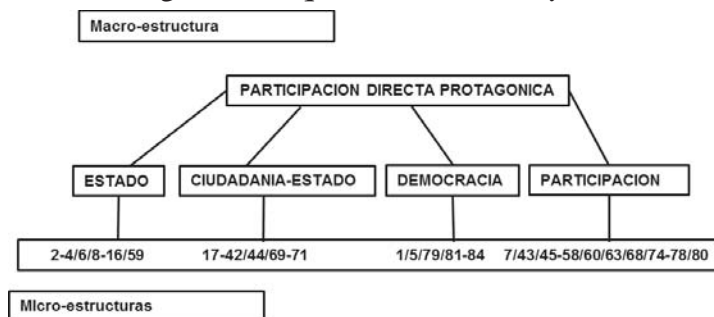 Macro-estructura
PARTICIPACION DIRECTA PROTAGONICA
ESTADO
CIUDADANIA-ESTADO
DEMOCRACIA
PARTICIPACION
2-4/6/8-16/59
17-42/44/69-71
1/5/79/81-84
7/43/45-58/60/63/68/74-78/80
MIcro-estructuras